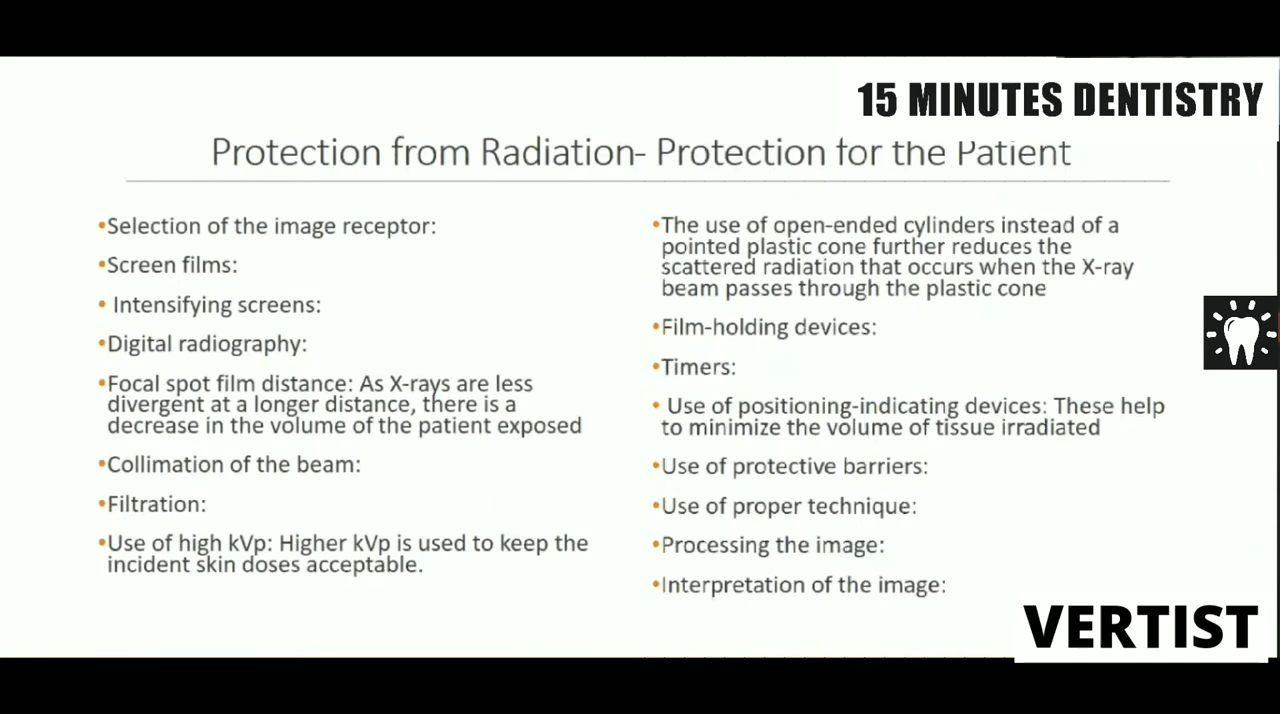 15 MINUTES DENTISTRY
Protection from Radiation- Protection for the Patient
•Selection of the image receptor:
•Screen films:
• Intensifying screens:
•Digital radiography:
•Focal spot film distance: As X-rays are less
divergent at a longer distance, there is a
decrease in the volume of the patient exposed
•Collimation of the beam:
•Filtration:
•Use of high kVp: Higher kVp is used to keep the
incident skin doses acceptable.
•The use of open-ended cylinders instead of a
pointed plastic cone further reduces the
scattered radiation that occurs when the X-ray
beam passes through the plastic cone
•Film-holding devices:
•Timers:
• Use of positioning-indicating devices: These help
to minimize the volume of tissue irradiated
•Use of protective barriers:
•Use of proper technique:
•Processing the image:
•Interpretation of the image:
VERTIST